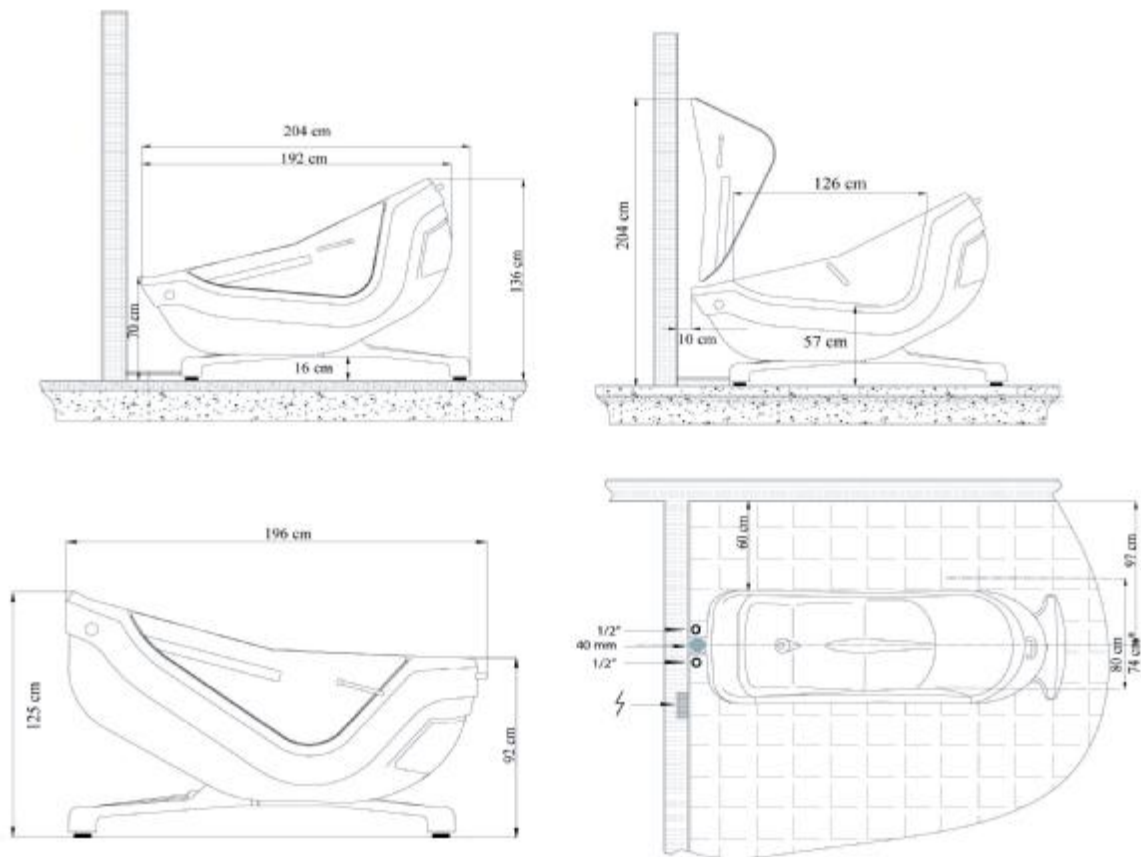 204 cm
192 cm
136 cm
70 cm
16 cm
204 cm
126 cm
10 cm
57 cm
196 cm
125 cm
92 cm
60 cm
92 cm
1/2"
40 mm
1/2"
80 cm
74 cm*